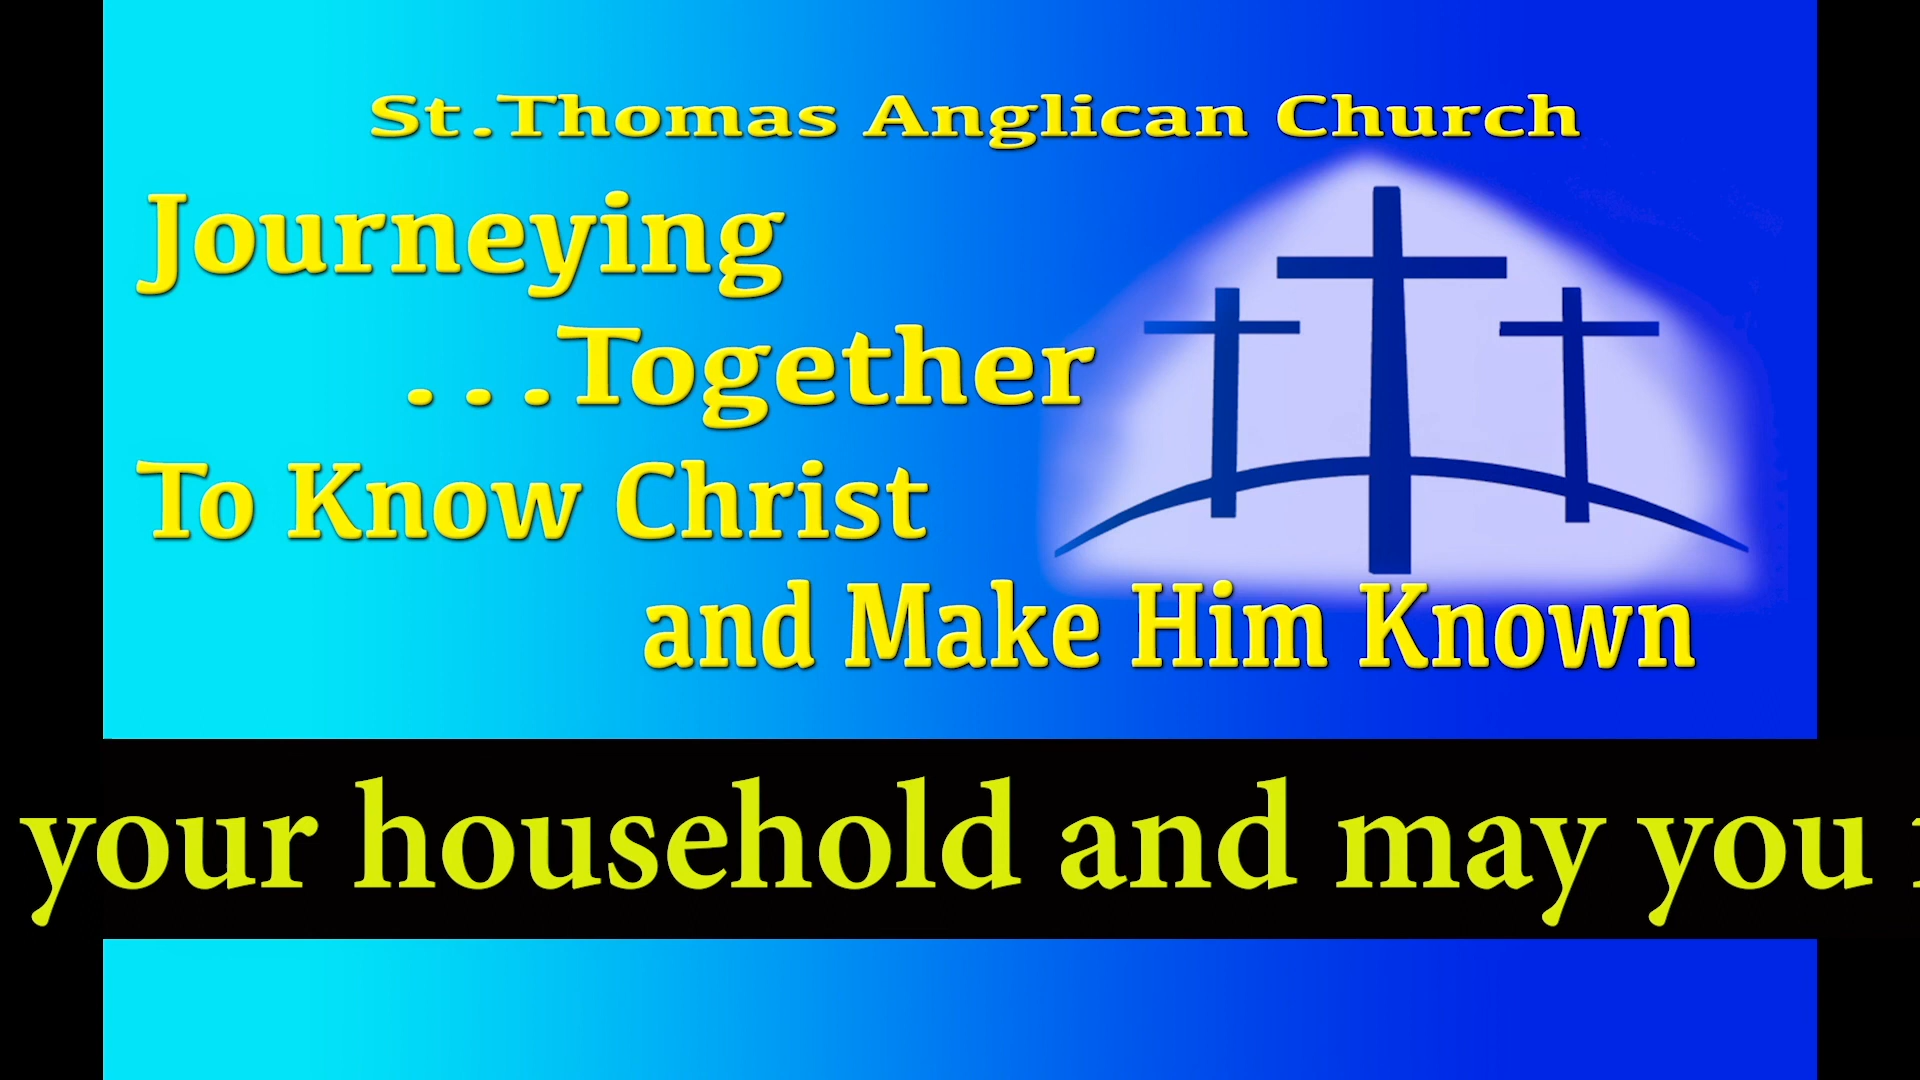 St.Thomas Anglican Church
Journeying
...Together
To Know Christ
and Make Him Known
your household and may you